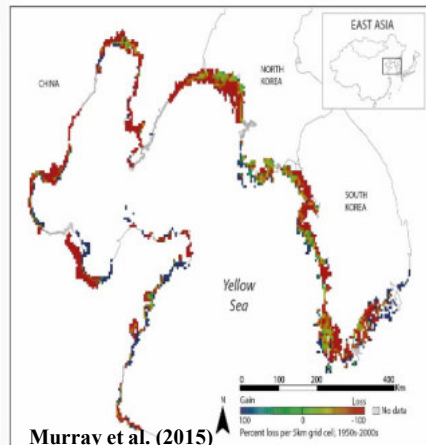 EAST ASIA
CHINA
NORTH
KOREA
SOUTH
KOREA
Yellow
Sea
N
0 100 200 400
Km
Gain Loss
100 0 -100
No data
Percent loss per 5km grid cell, 1950s-2000s
Murray et al. (2015)